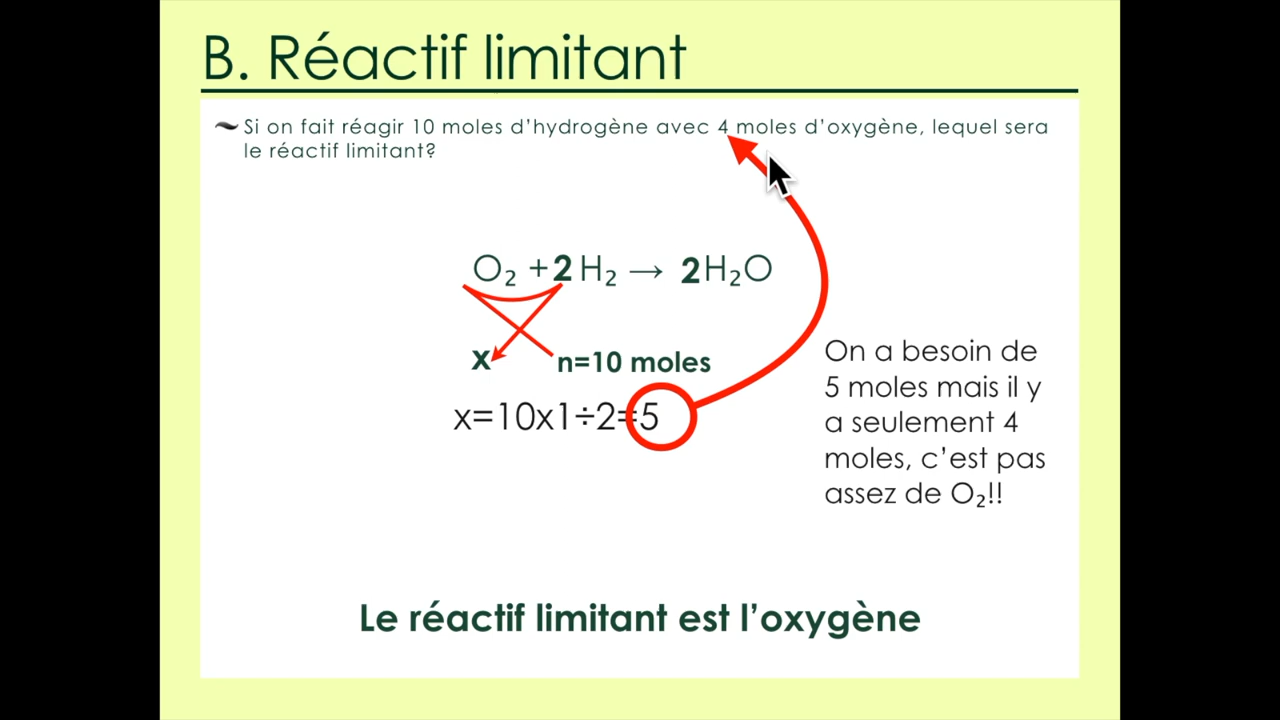 B. Réactif limitant
Si on fait réagir 10 moles d’hydrogène avec 4 moles d’oxygène, lequel sera
le réactif limitant?
O₂ + 2 H₂ → 2H₂O
x n=10 moles
x=10x1÷2=5
On a besoin de
5 moles mais il y
a seulement 4
moles, c’est pas
assez de O₂!!
Le réactif limitant est l’oxygène